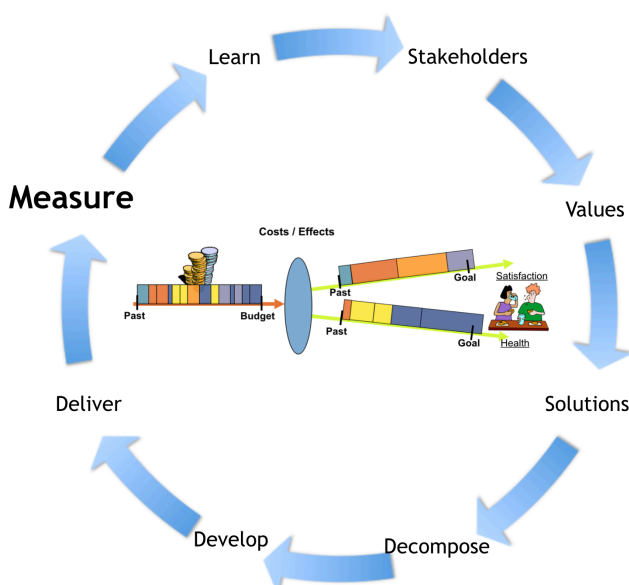 Learn
Stakeholders
Measure
Values
Costs / Effects
Satisfaction
Past
Goal
Past
Budget
Past
Goal
Health
Deliver
Solutions
Develop
Decompose